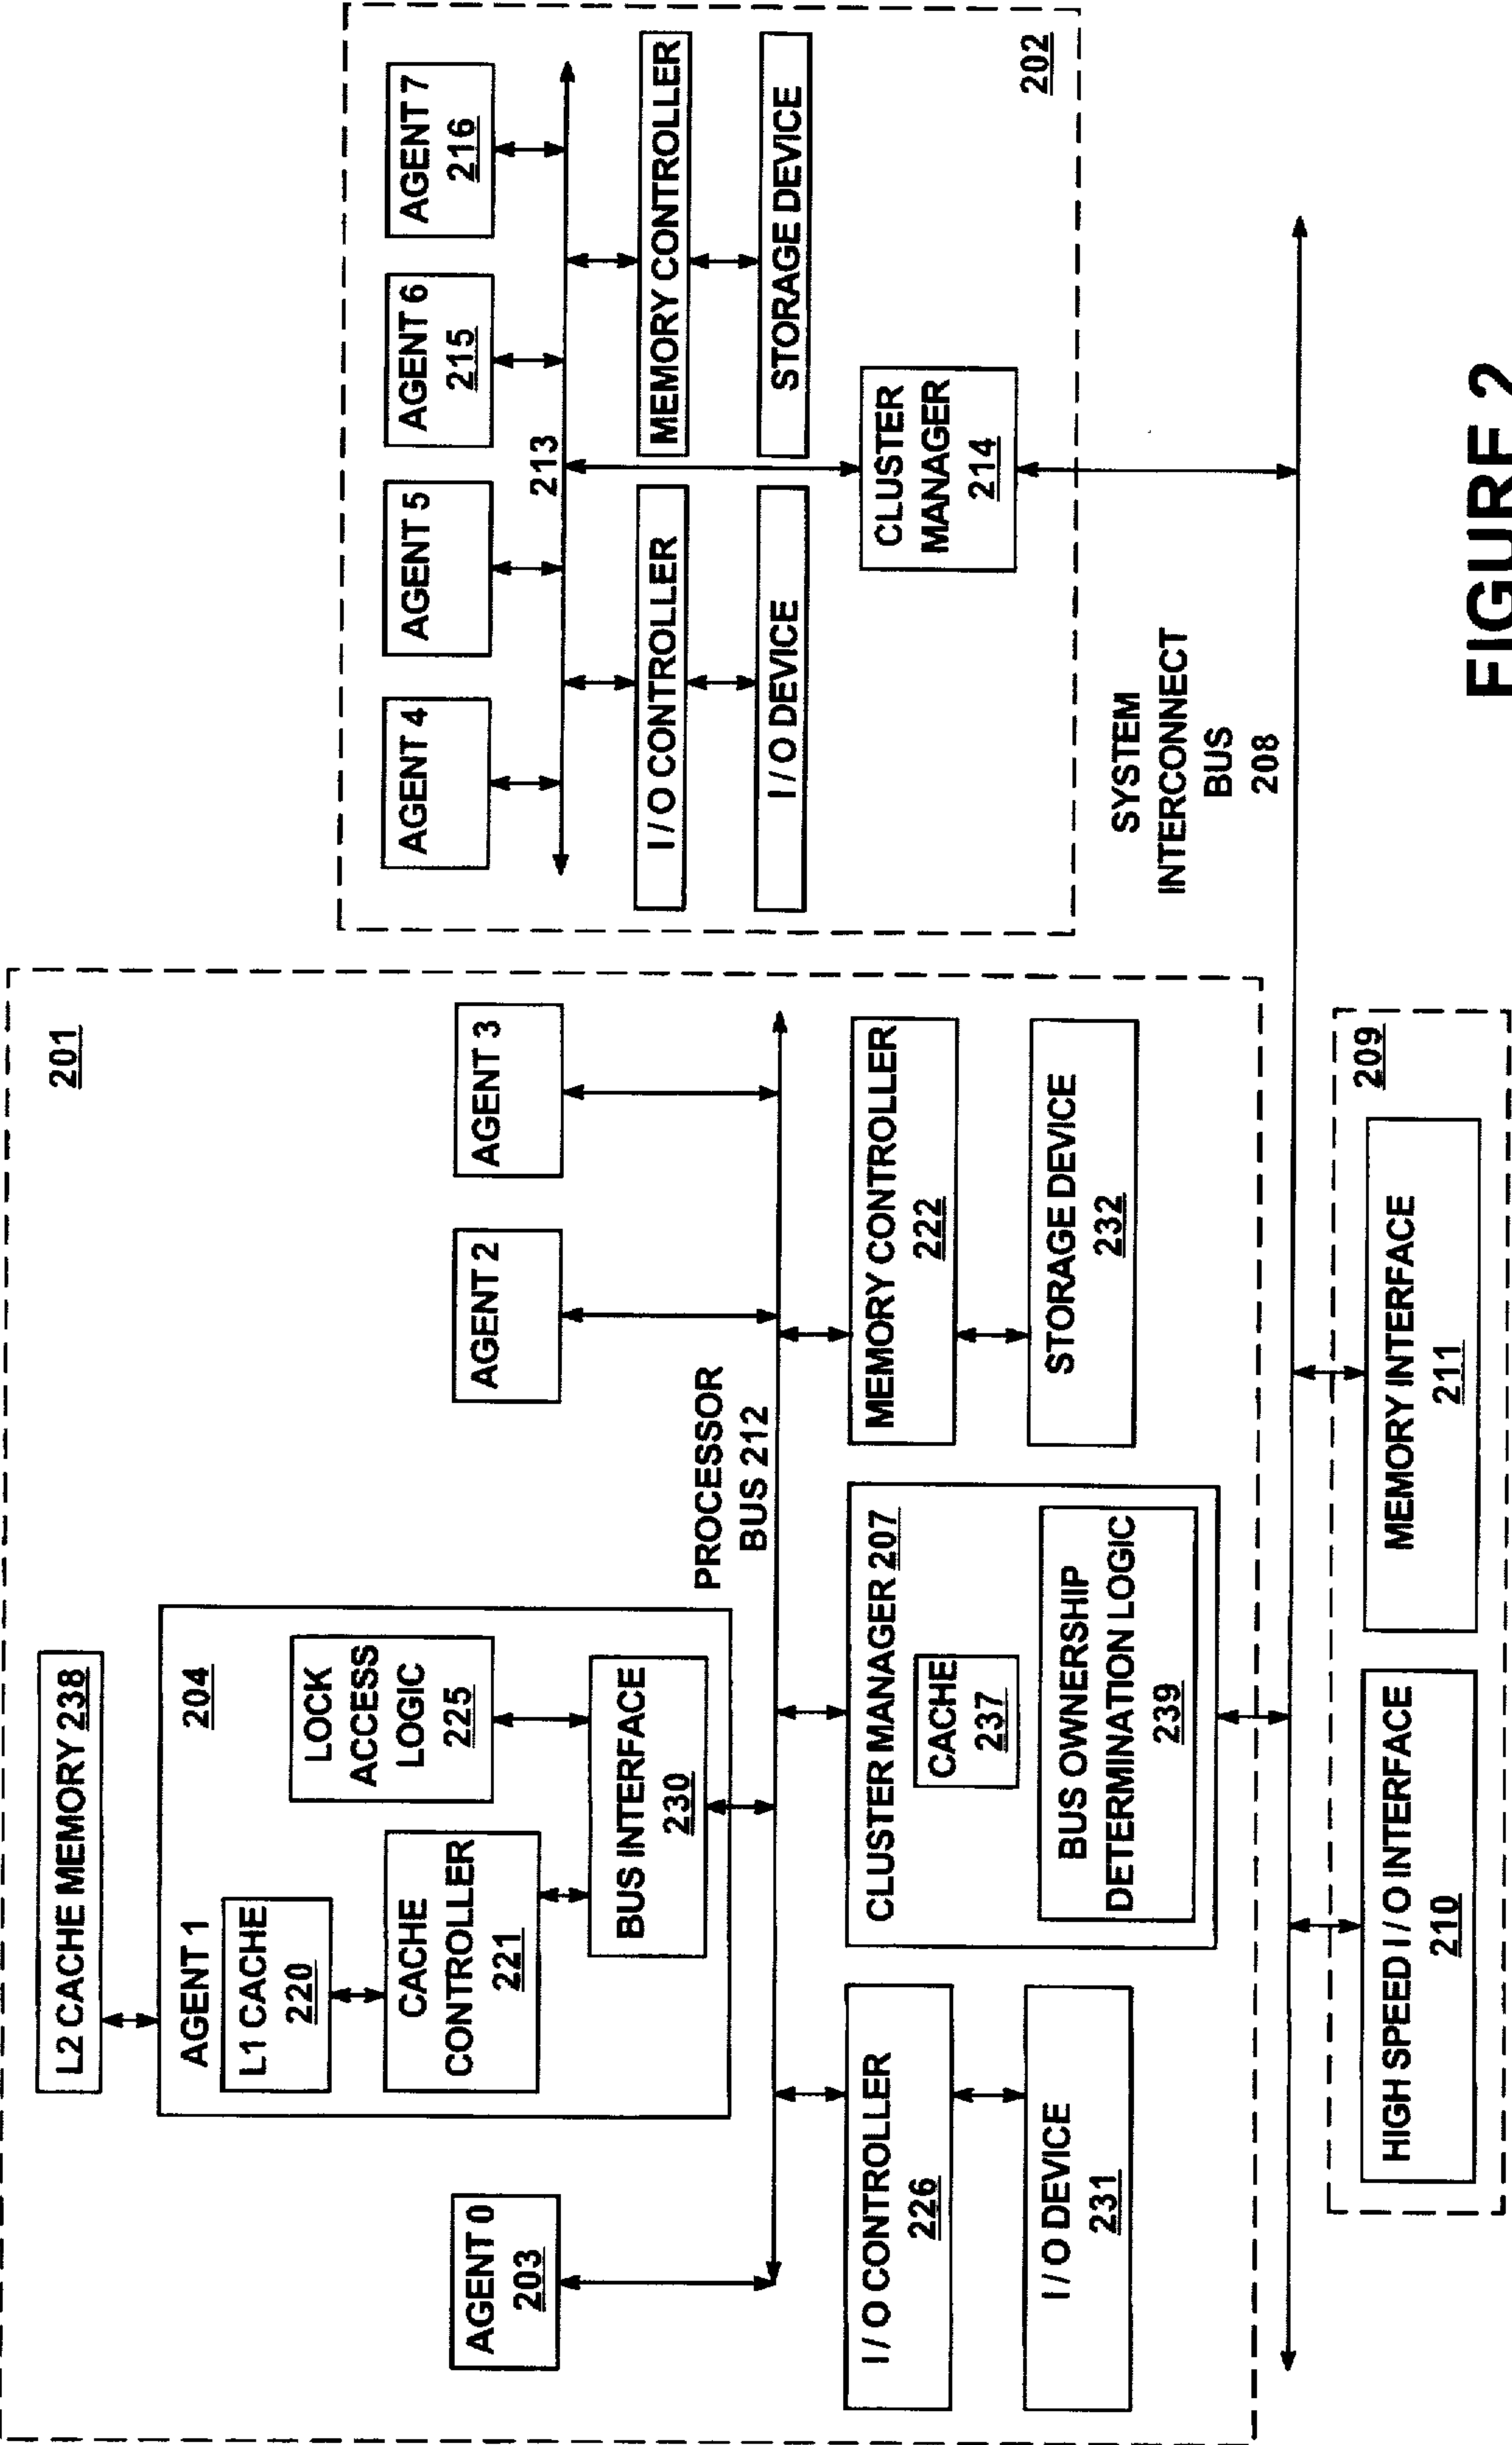 201
L2 CACHE MEMORY 238
AGENT 1
204
L1 CACHE
220
CACHE
CONTROLLER
221
LOCK
ACCESS
LOGIC
225
BUS INTERFACE
230
AGENT 0
203
AGENT 2
AGENT 3
PROCESSOR
BUS 212
I / O CONTROLLER
226
I / O DEVICE
231
CLUSTER MANAGER 207
CACHE
237
BUS OWNERSHIP
DETERMINATION LOGIC
239
MEMORY CONTROLLER
222
STORAGE DEVICE
232
AGENT 4
AGENT 5
AGENT 6
215
AGENT 7
216
213
I / O CONTROLLER
MEMORY CONTROLLER
I / O DEVICE
STORAGE DEVICE
CLUSTER
MANAGER
214
202
SYSTEM
INTERCONNECT
BUS
208
209
HIGH SPEED I / O INTERFACE
210
MEMORY INTERFACE
211
FIGURE 2